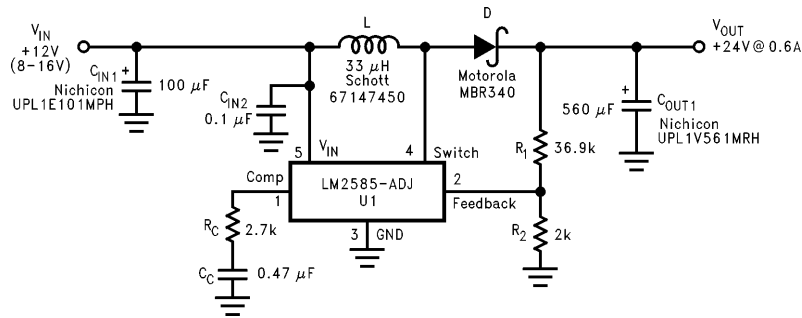 V_IN
+12V
(8–16V)
C_IN1 +
Nichicon
UPL1E101MPH
100 μF
C_IN2
0.1 μF
L
33 μH
Schott
67147450
D
Motorola
MBR340
V_OUT
+24V@0.6A
+
560 μF
C_OUT1
Nichicon
UPL1V561MRH
R_1 36.9k
R_2 2k
5 V_IN
4 Switch
Comp
1
LM2585-ADJ
U1
2
Feedback
3 GND
R_C 2.7k
C_C 0.47 μF